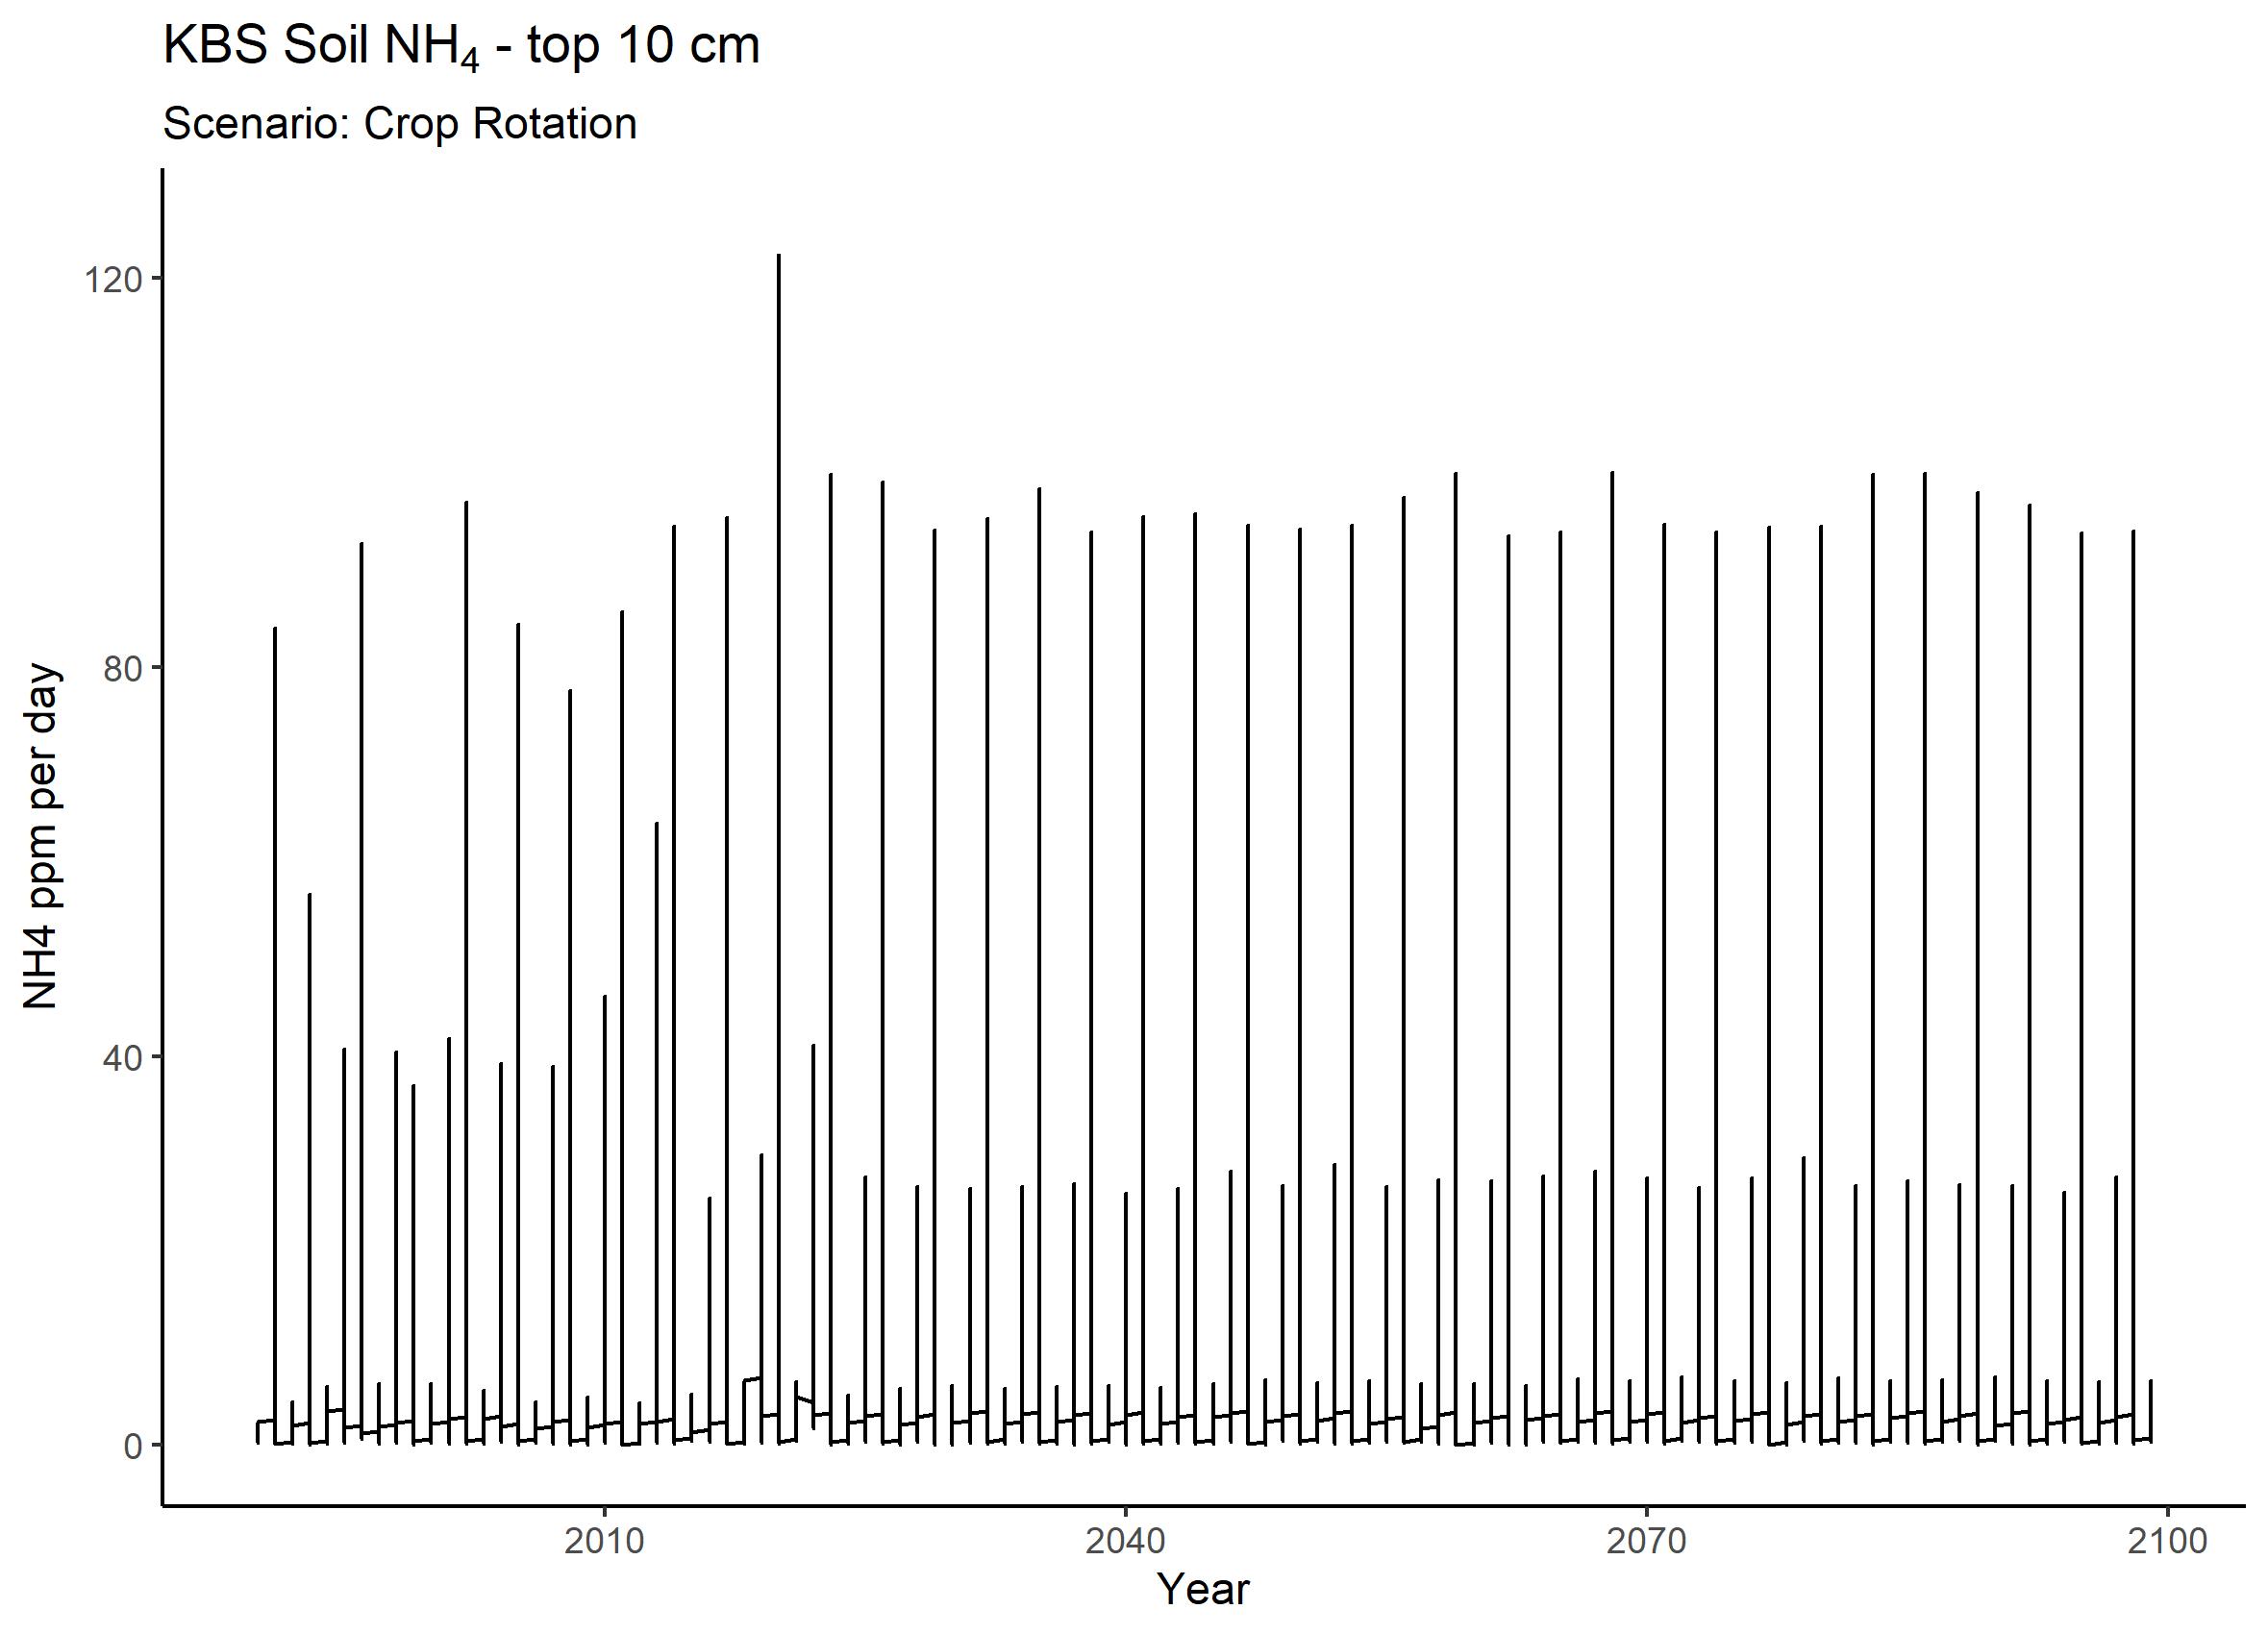 KBS Soil NH₄ - top 10 cm
Scenario: Crop Rotation
NH4 ppm per day
120
80
40
0
2010
2040
2070
2100
Year